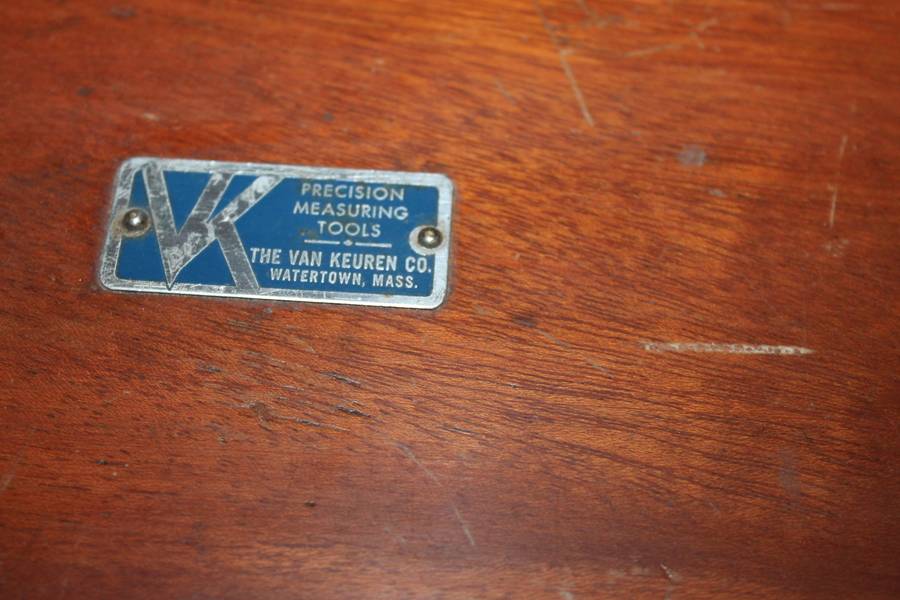 VK
PRECISION
MEASURING
TOOLS
THE VAN KEUREN CO.
WATERTOWN, MASS.